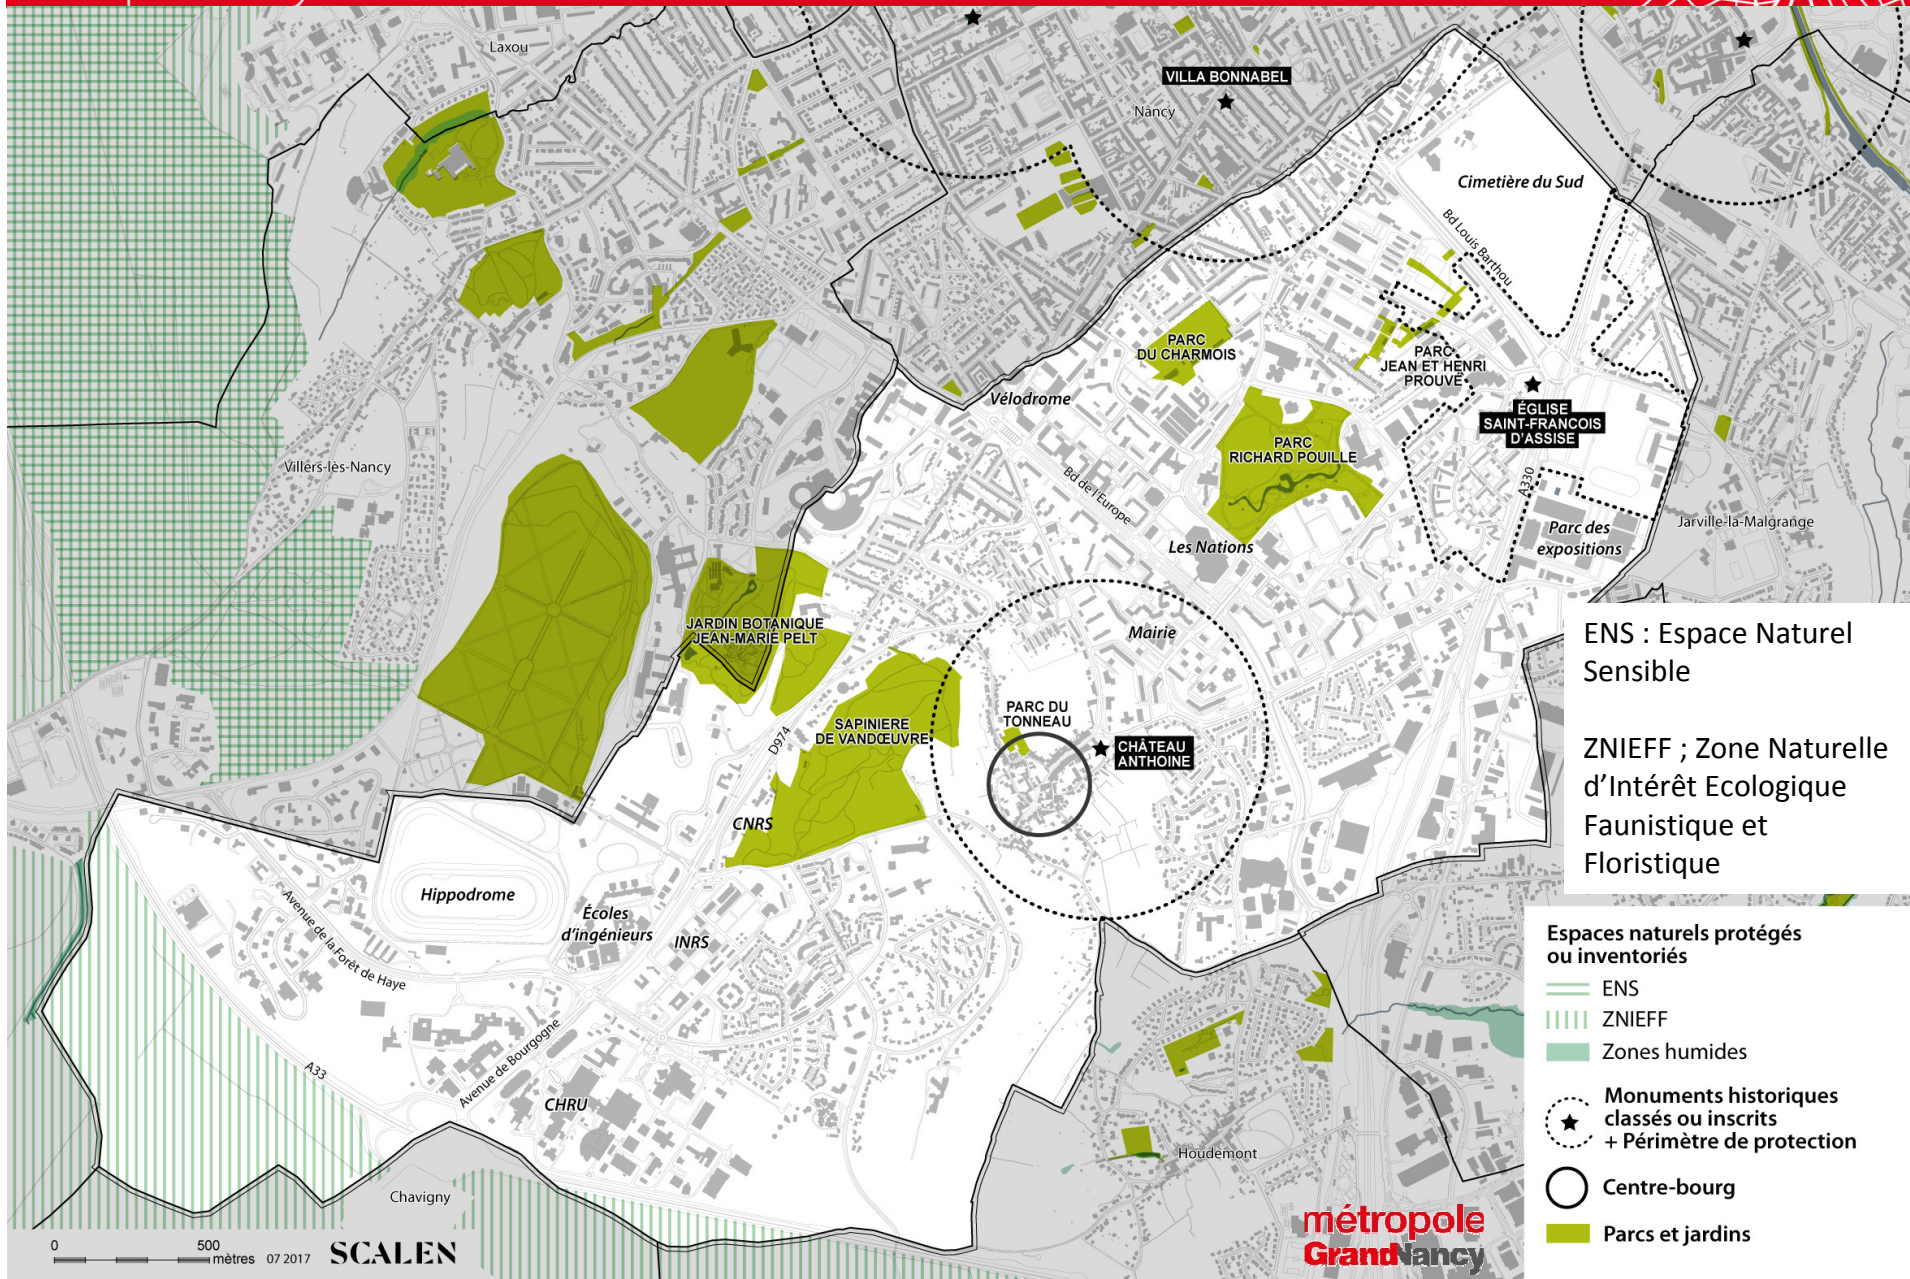 Laxou
VILLA BONNABEL
Nancy
Cimetière du Sud
Bd Louis Barthou
PARC
DU CHARMOIS
PARC
JEAN ET HENRI
PROUVÉ
Vélodrome
ÉGLISE
SAINT-FRANCOIS
D'ASSISE
PARC
RICHARD POUILLE
Villers-lès-Nancy
Bd de l'Europe
A330
Jarville-la-Malgrange
Parc des
expositions
Les Nations
JARDIN BOTANIQUE
JEAN-MARIE PELT
Mairie
ENS : Espace Naturel
Sensible
ZNIEFF ; Zone Naturelle
d'Intérêt Ecologique
Faunistique et
Floristique
PARC DU
TONNEAU
SAPINIERE
DE VANDŒUVRE
D974
CHÂTEAU
ANTHOINE
CNRS
Hippodrome
Écoles
d'ingénieurs
INRS
Avenue de la Forêt de Haye
Avenue de Bourgogne
A33
CHRU
Houdemont
Chavigny
Espaces naturels protégés
ou inventoriés
ENS
ZNIEFF
Zones humides
Monuments historiques
classés ou inscrits
+ Périmètre de protection
Centre-bourg
Parcs et jardins
métropole
GrandNancy
0 500
mètres 07 2017 SCALEN